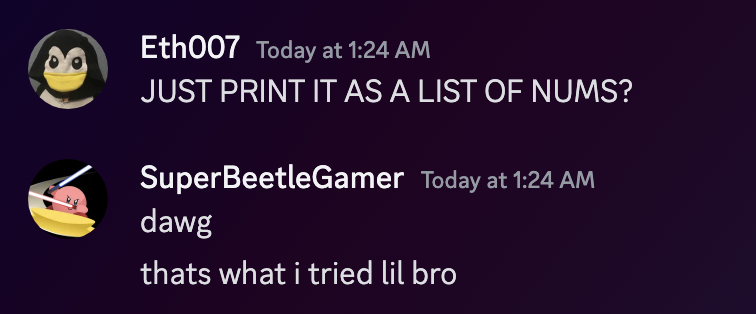 Eth007 Today at 1:24 AM
JUST PRINT IT AS A LIST OF NUMS?
SuperBeetleGamer Today at 1:24 AM
dawg
thats what i tried lil bro